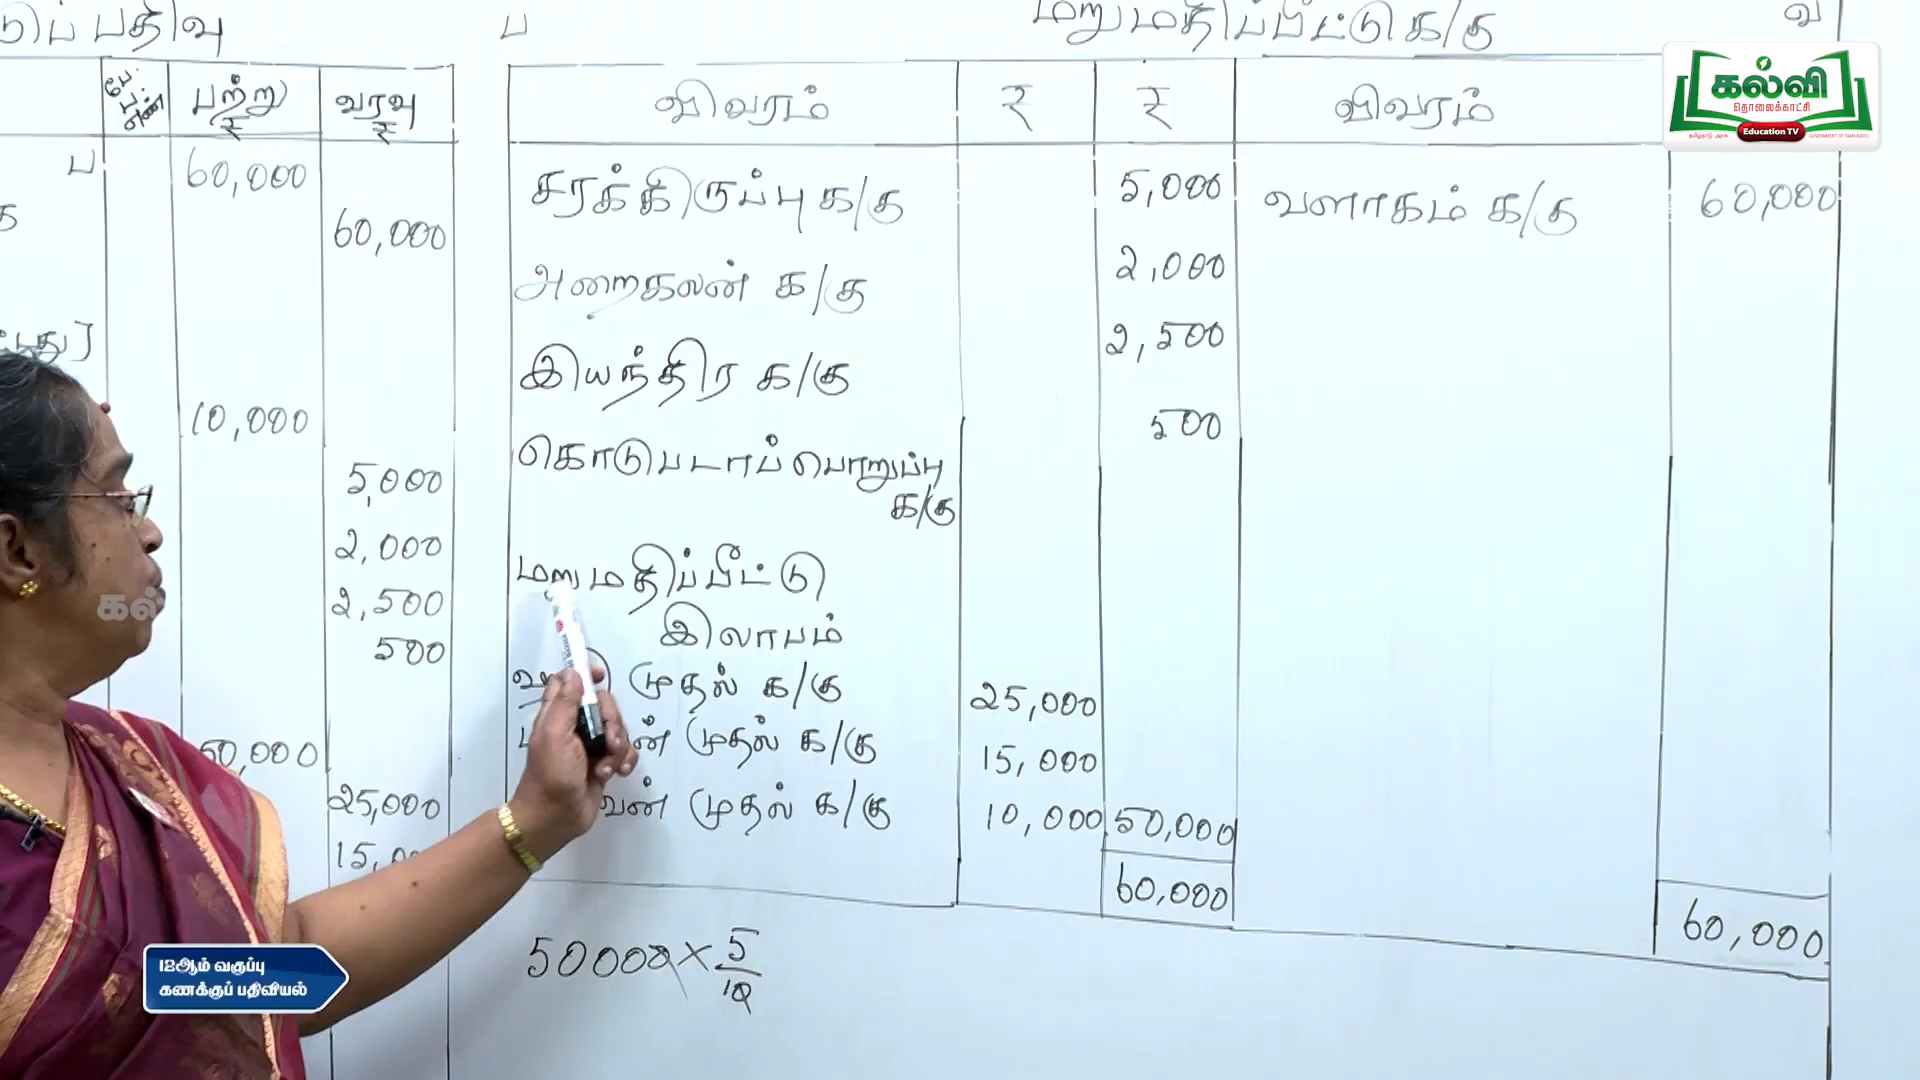 டுப் பதிவு
ப
மறுமதிப்பீட்டு க/கு
வ
பே. ப. எண்
பற்று ₹
வரவு ₹
விவரம்
₹
₹
விவரம்
கல்வி
தொலைக்காட்சி
Education TV
ப
60,000
60,000
10,000
5,000
2,000
2,500
500
50,000
25,000
சரக்கிருப்பு க/கு
5,000
வளாகம் க/கு
60,000
அறைகலன் க/கு
2,000
இயந்திர க/கு
2,500
கொடுபடாப் பொறுப்பு
க/கு
500
மறுமதிப்பீட்டு
இலாபம்
முதல் க/கு
25,000
முதல் க/கு
15,000
முதல் க/கு
10,000
50,000
60,000
60,000
50000 × 5/10
12ஆம் வகுப்பு
கணக்குப் பதிவியல்